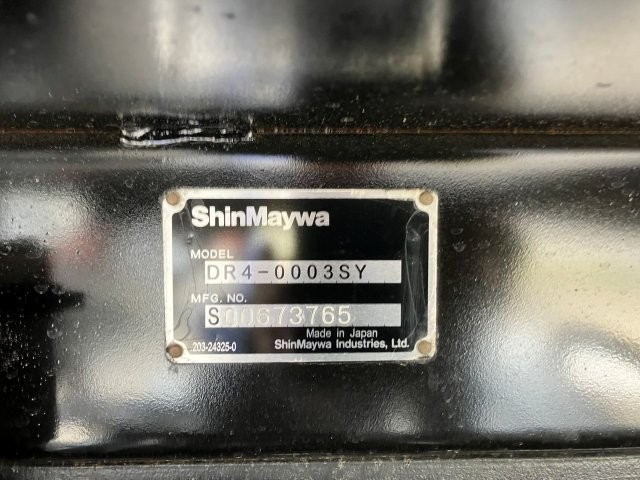 ShinMaywa
MODEL
DR4-0003SY
MFG. NO.
S00673765
Made in Japan
203-24325-0
ShinMaywa Industries, Ltd.